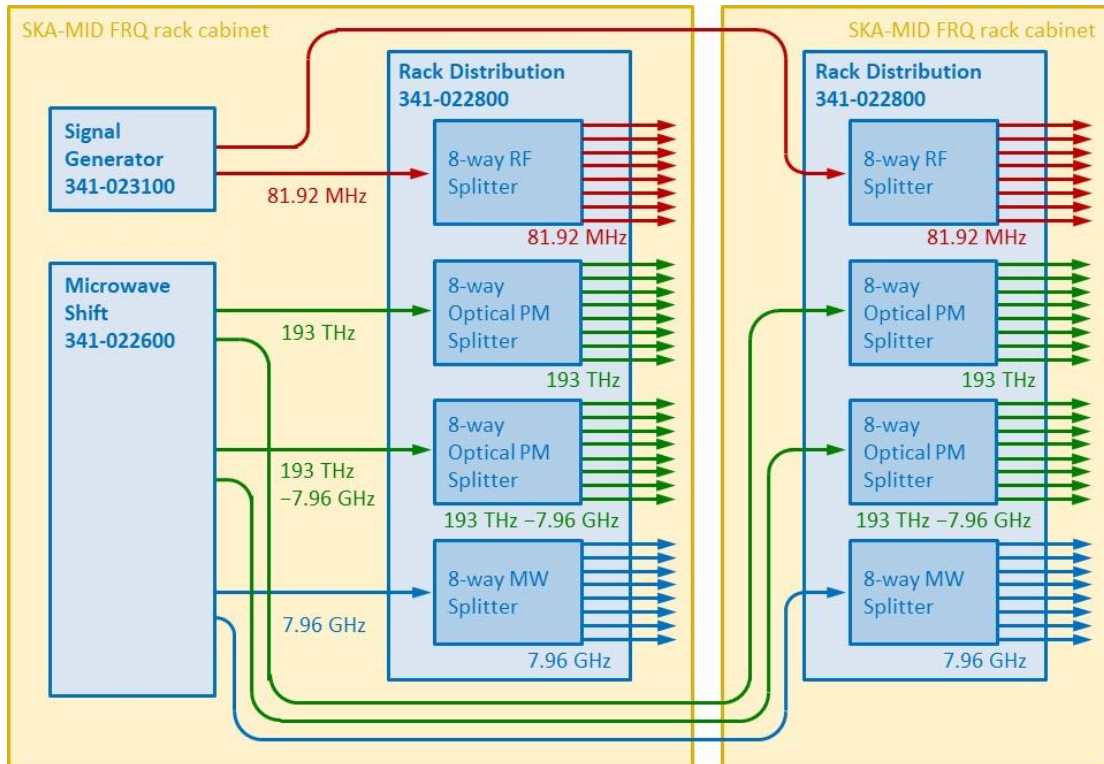 SKA-MID FRQ rack cabinet
Signal
Generator
341-023100
81.92 MHz
Microwave
Shift
341-022600
193 THz
193 THz
−7.96 GHz
7.96 GHz
Rack Distribution
341-022800
8-way RF
Splitter
81.92 MHz
8-way
Optical PM
Splitter
193 THz
8-way
Optical PM
Splitter
193 THz −7.96 GHz
8-way MW
Splitter
7.96 GHz
SKA-MID FRQ rack cabinet
Rack Distribution
341-022800
8-way RF
Splitter
81.92 MHz
8-way
Optical PM
Splitter
193 THz
8-way
Optical PM
Splitter
193 THz −7.96 GHz
8-way MW
Splitter
7.96 GHz